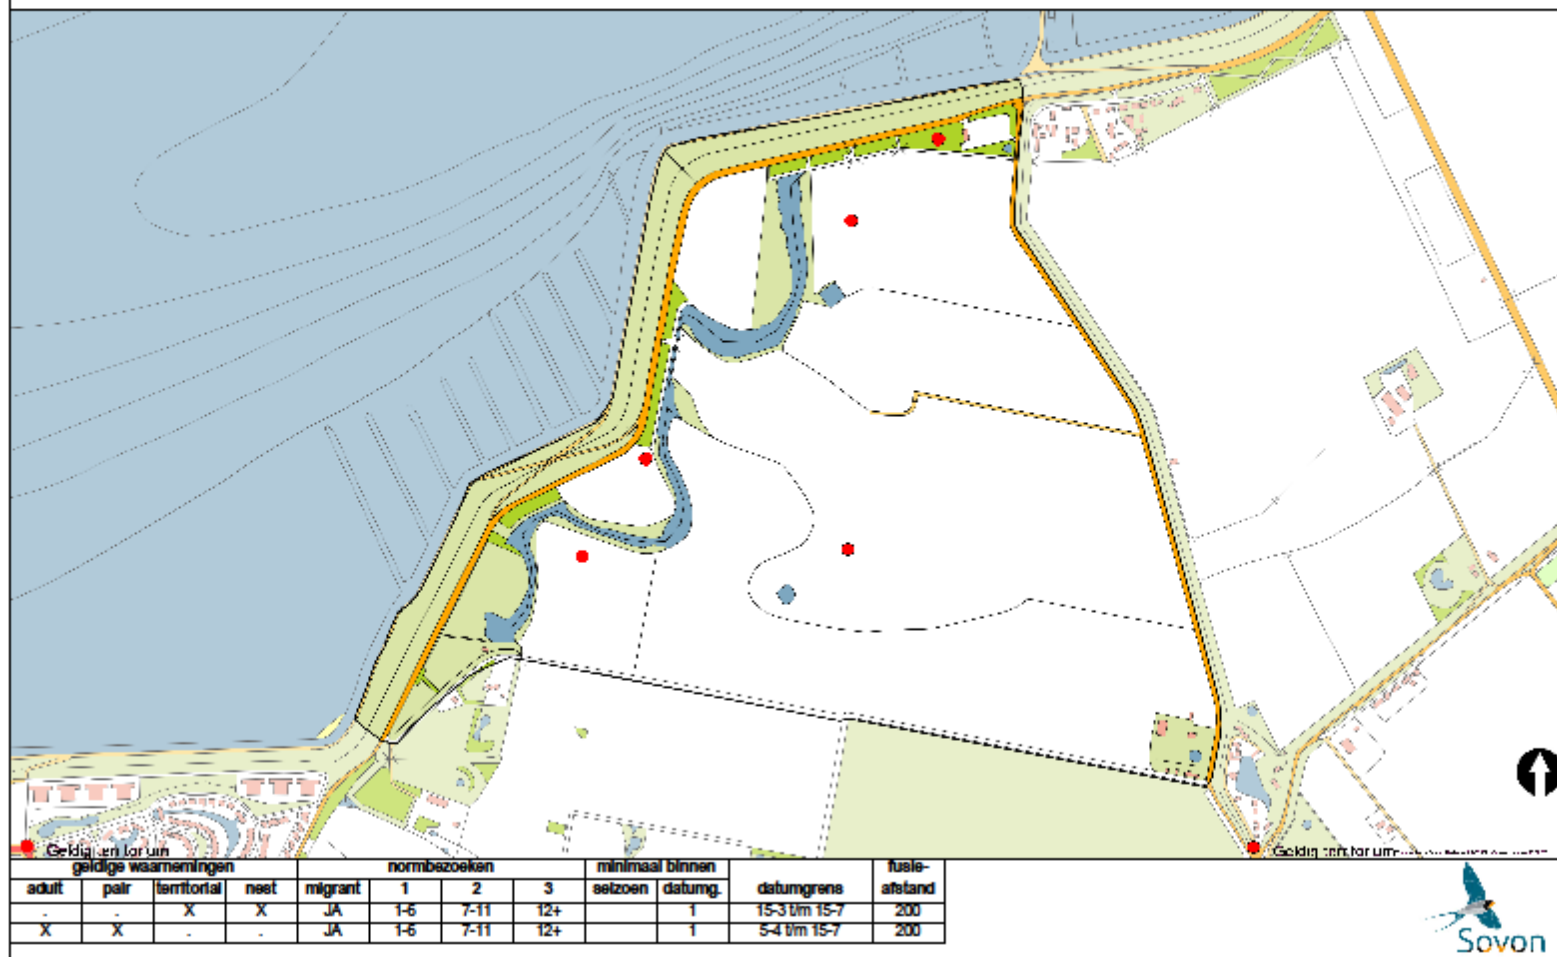 Geldig territorium
Geldig territorium
geldige waarnemingen normbezoeken minimaal binnen fusie-
adult pair territorial nest migrant 1 2 3 seizoen datumg. datumgrens afstand
. . X X JA 1-6 7-11 12+ 1 15-3 t/m 15-7 200
X X . . JA 1-6 7-11 12+ 1 5-4 t/m 15-7 200
Sovon